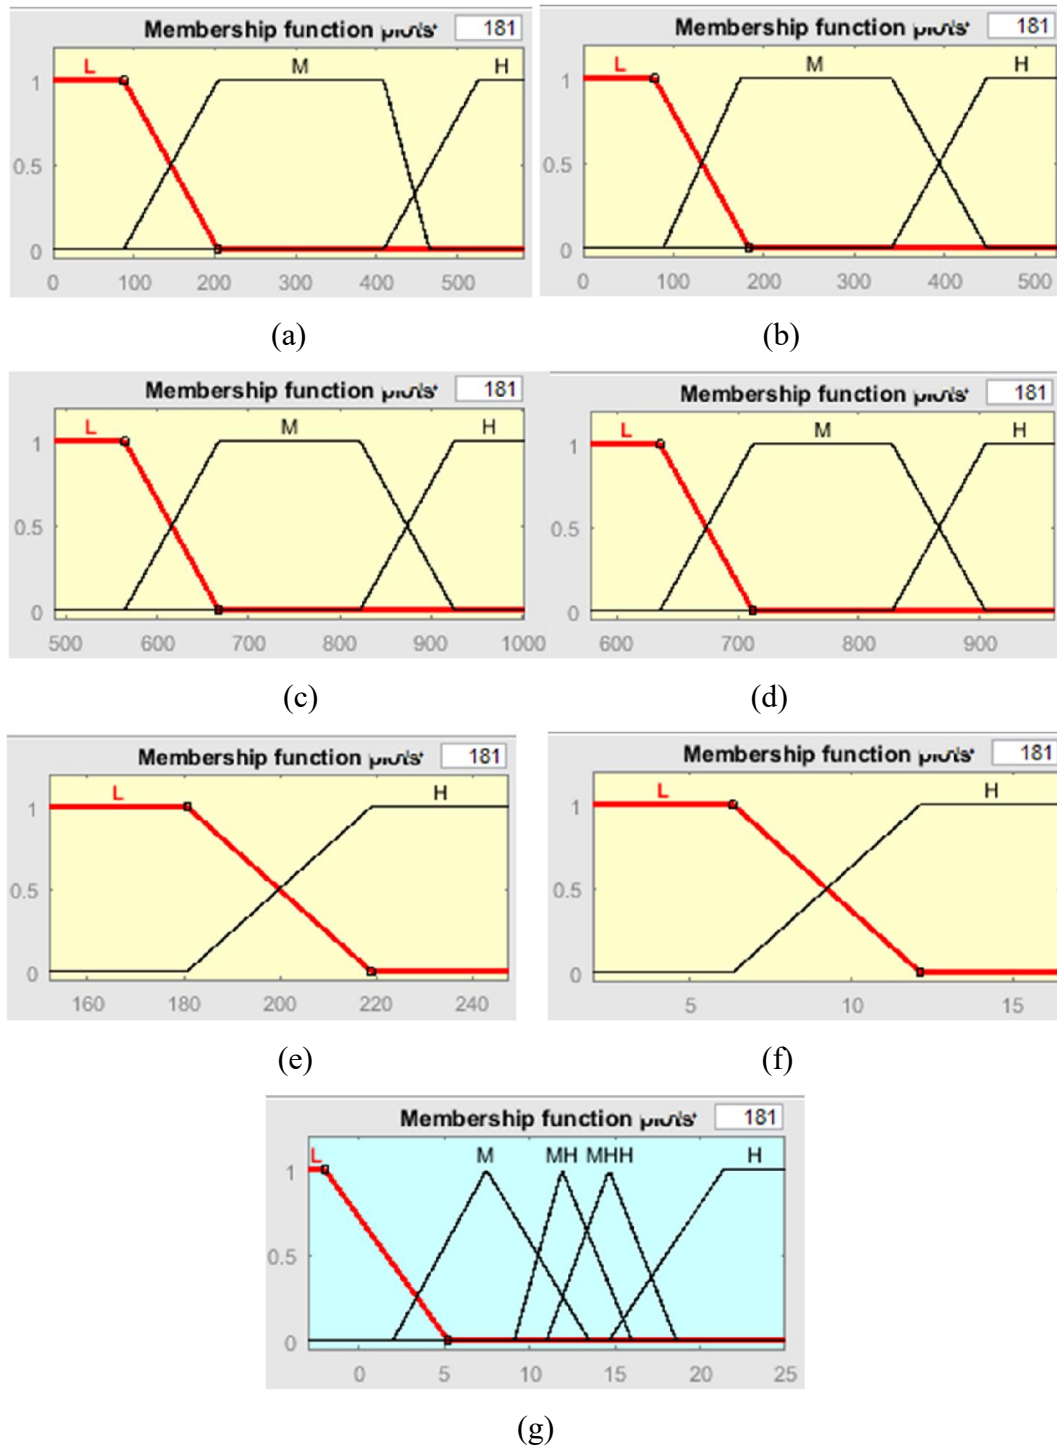 Membership function plots 181
L M H
1
0.5
0
0 100 200 300 400 500
(a)
Membership function plots 181
L M H
1
0.5
0
0 100 200 300 400 500
(b)
Membership function plots 181
L M H
1
0.5
0
500 600 700 800 900 1000
(c)
Membership function plots 181
L M H
1
0.5
0
600 700 800 900
(d)
Membership function plots 181
L H
1
0.5
0
160 180 200 220 240
(e)
Membership function plots 181
L H
1
0.5
0
5 10 15
(f)
Membership function plots 181
L M MH MHH H
1
0.5
0
0 5 10 15 20 25
(g)